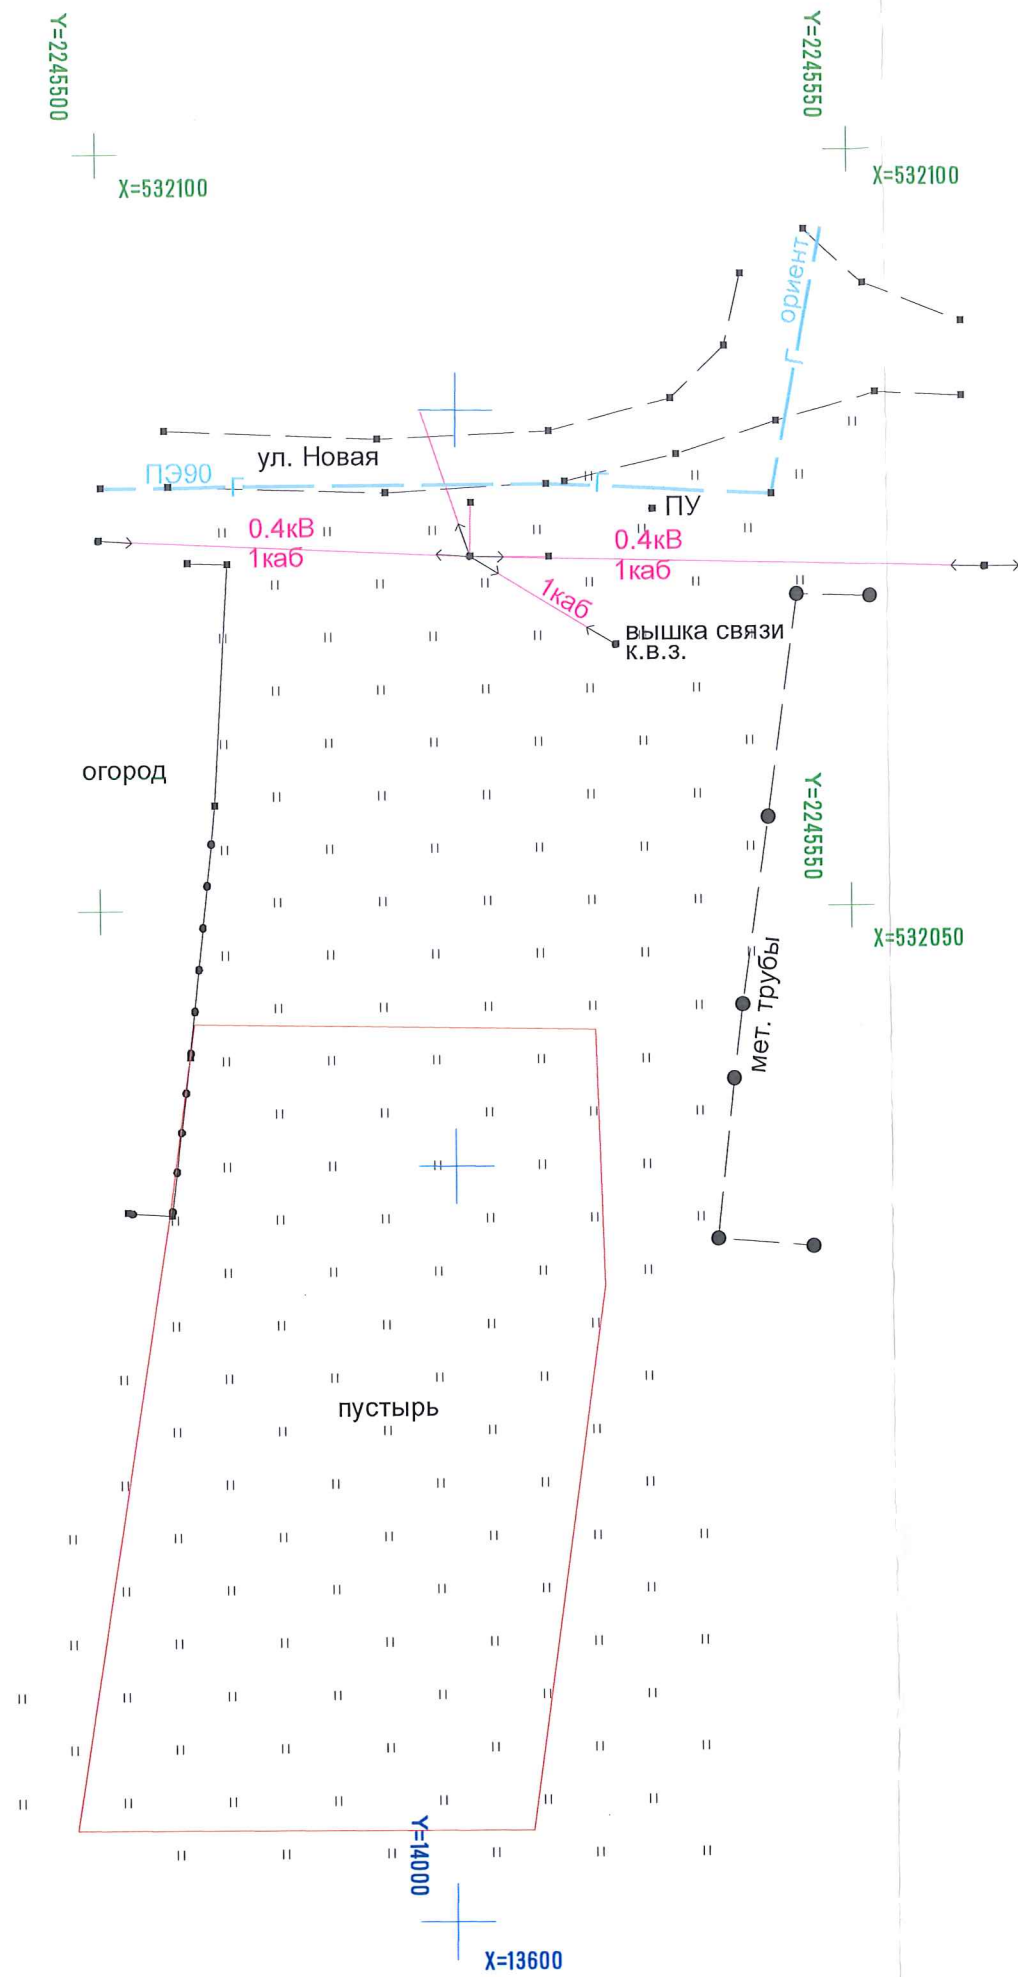 Y=2245500
Y=2245550
X=532100
X=532100
ориент
Г
ул. Новая
ПЭ90
Г
Г
ПУ
0.4кВ
1каб
0.4кВ
1каб
1каб
вышка связи
к.в.з.
огород
Y=2245550
X=532050
мет. трубы
пустырь
Y=14000
X=13600